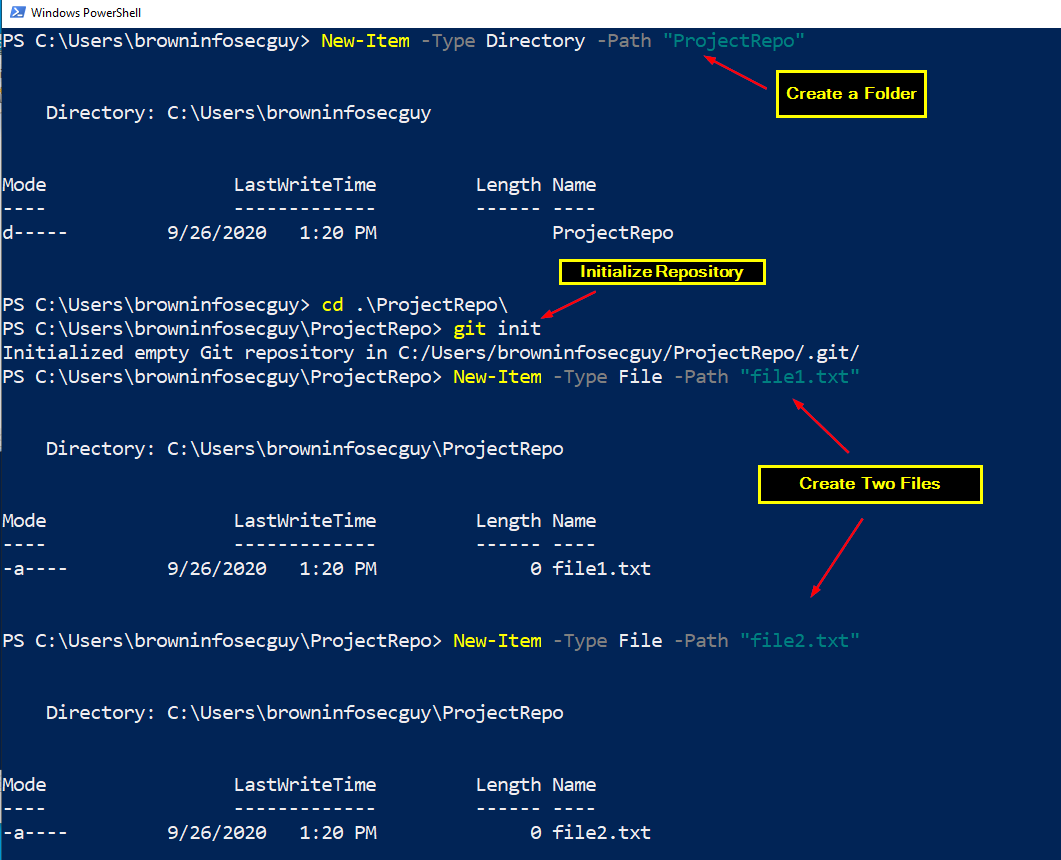 Windows PowerShell
PS C:\Users\browninfosecguy> New-Item -Type Directory -Path "ProjectRepo"
Create a Folder
Directory: C:\Users\browninfosecguy
Mode LastWriteTime Length Name
---- ------------- ------ ----
d----- 9/26/2020 1:20 PM ProjectRepo
Initialize Repository
PS C:\Users\browninfosecguy> cd .\ProjectRepo\
PS C:\Users\browninfosecguy\ProjectRepo> git init
Initialized empty Git repository in C:/Users/browninfosecguy/ProjectRepo/.git/
PS C:\Users\browninfosecguy\ProjectRepo> New-Item -Type File -Path "file1.txt"
Directory: C:\Users\browninfosecguy\ProjectRepo
Create Two Files
Mode LastWriteTime Length Name
---- ------------- ------ ----
-a---- 9/26/2020 1:20 PM 0 file1.txt
PS C:\Users\browninfosecguy\ProjectRepo> New-Item -Type File -Path "file2.txt"
Directory: C:\Users\browninfosecguy\ProjectRepo
Mode LastWriteTime Length Name
---- ------------- ------ ----
-a---- 9/26/2020 1:20 PM 0 file2.txt